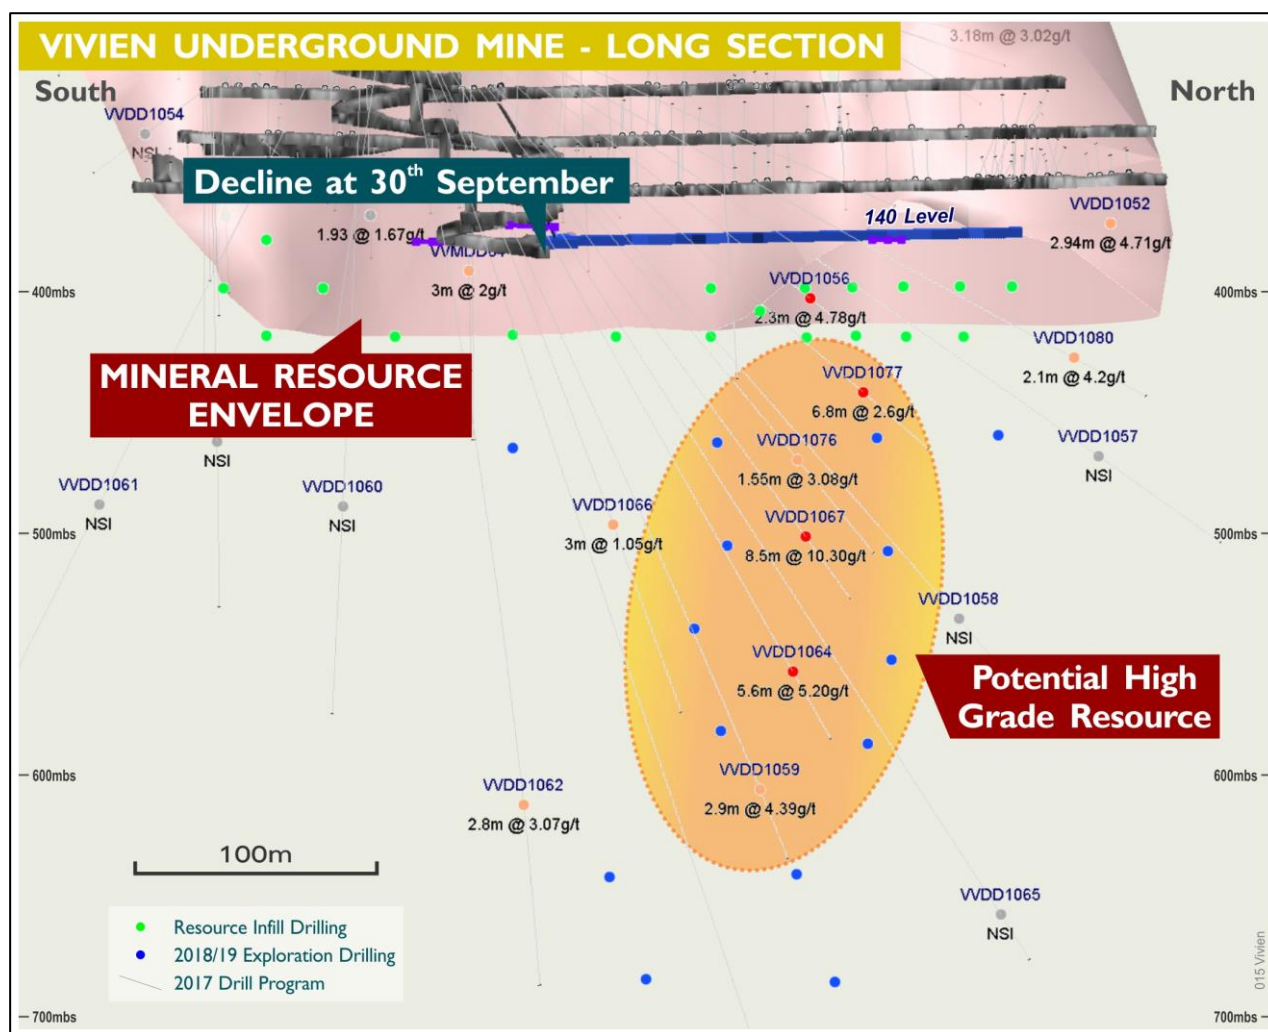 VIVIEN UNDERGROUND MINE - LONG SECTION
3.18m @ 3.02g/t
South
North
VVDD1054
NSI
Decline at 30th September
140 Level
VVDD1052
2.94m @ 4.71g/t
1.93 @ 1.67g/t
3m @ 2g/t
400mbs
400mbs
VVDD1056
2.3m @ 4.78g/t
MINERAL RESOURCE
ENVELOPE
VVDD1080
2.1m @ 4.2g/t
VVDD1077
6.8m @ 2.6g/t
NSI
VVDD1076
1.55m @ 3.08g/t
VVDD1057
NSI
VVDD1061
NSI
VVDD1060
NSI
VVDD1066
3m @ 1.05g/t
VVDD1067
8.5m @ 10.30g/t
500mbs
500mbs
VVDD1058
NSI
VVDD1064
5.6m @ 5.20g/t
Potential High
Grade Resource
600mbs
600mbs
VVDD1062
2.8m @ 3.07g/t
VVDD1059
2.9m @ 4.39g/t
100m
VVDD1065
NSI
Resource Infill Drilling
2018/19 Exploration Drilling
2017 Drill Program
015 Vivien
700mbs
700mbs